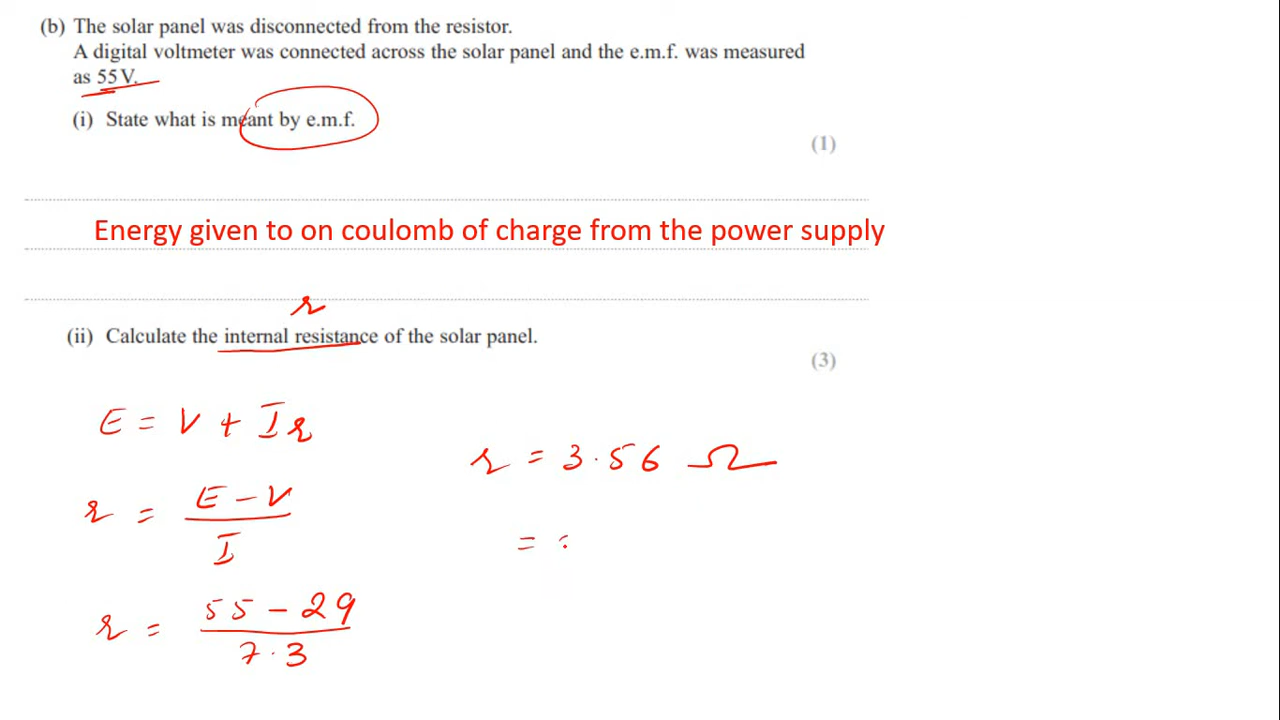 (b) The solar panel was disconnected from the resistor.
A digital voltmeter was connected across the solar panel and the e.m.f. was measured
as 55 V.
(i) State what is meant by e.m.f.
(1)
Energy given to on coulomb of charge from the power supply
r
(ii) Calculate the internal resistance of the solar panel.
(3)
E = V + Ir
r = 3.56 Ω
r = E - V / I
=
r = 55 - 29 / 7.3